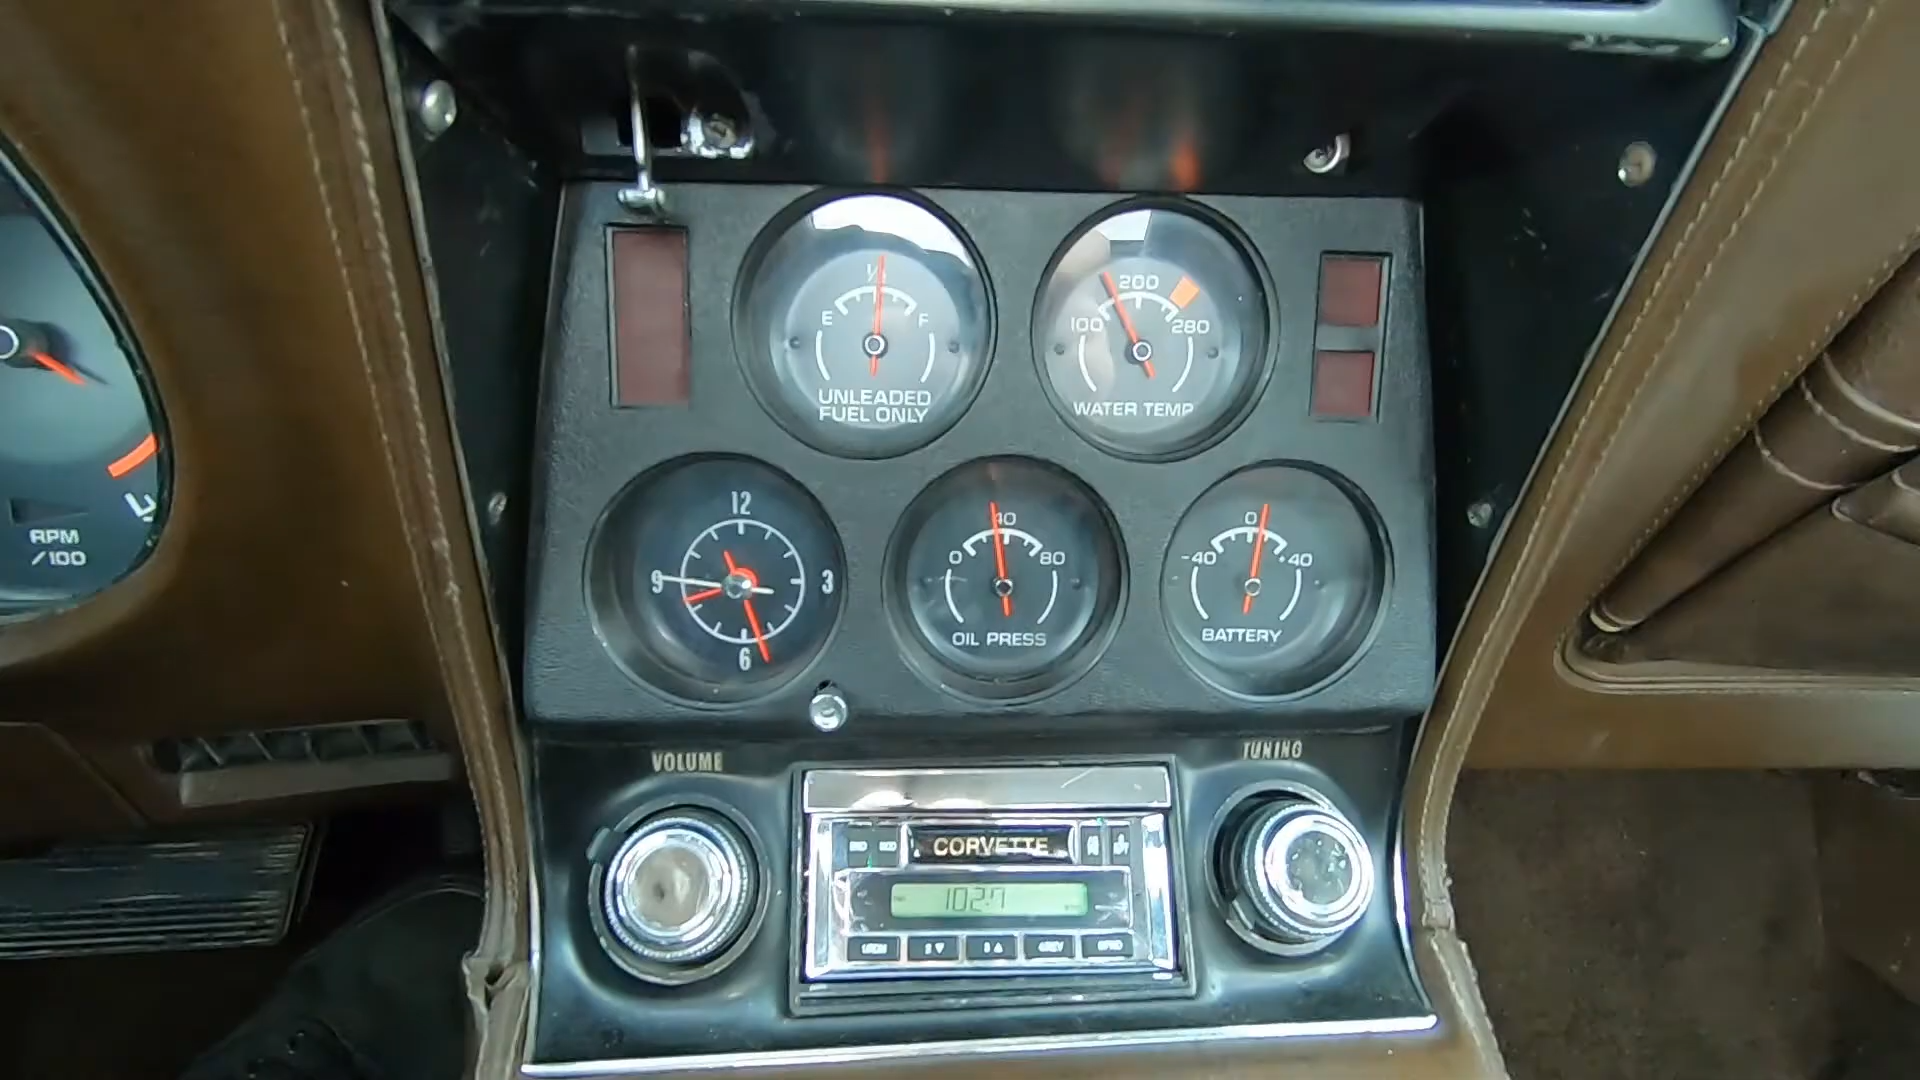 ½
E F
UNLEADED
FUEL ONLY
200
100 280
WATER TEMP
12
9 3
6
40
0 80
OIL PRESS
0
-40 +40
BATTERY
RPM
/100
VOLUME
TUNING
CORVETTE
102.7